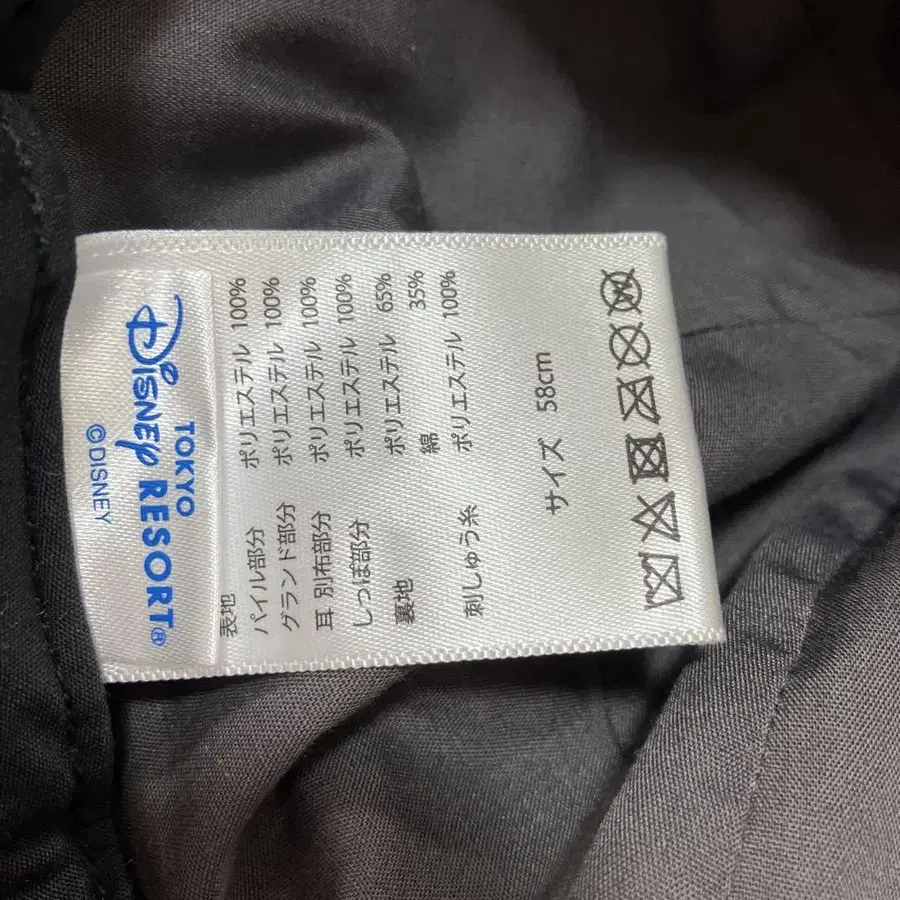 TOKYO
Disney RESORT®
©DISNEY
表地
パイル部分 ポリエステル 100%
グランド部分 ポリエステル 100%
耳 別布部分 ポリエステル 100%
しっぽ部分 ポリエステル 100%
裏地 ポリエステル 65%
綿 35%
刺しゅう糸 ポリエステル 100%
サイズ 58cm